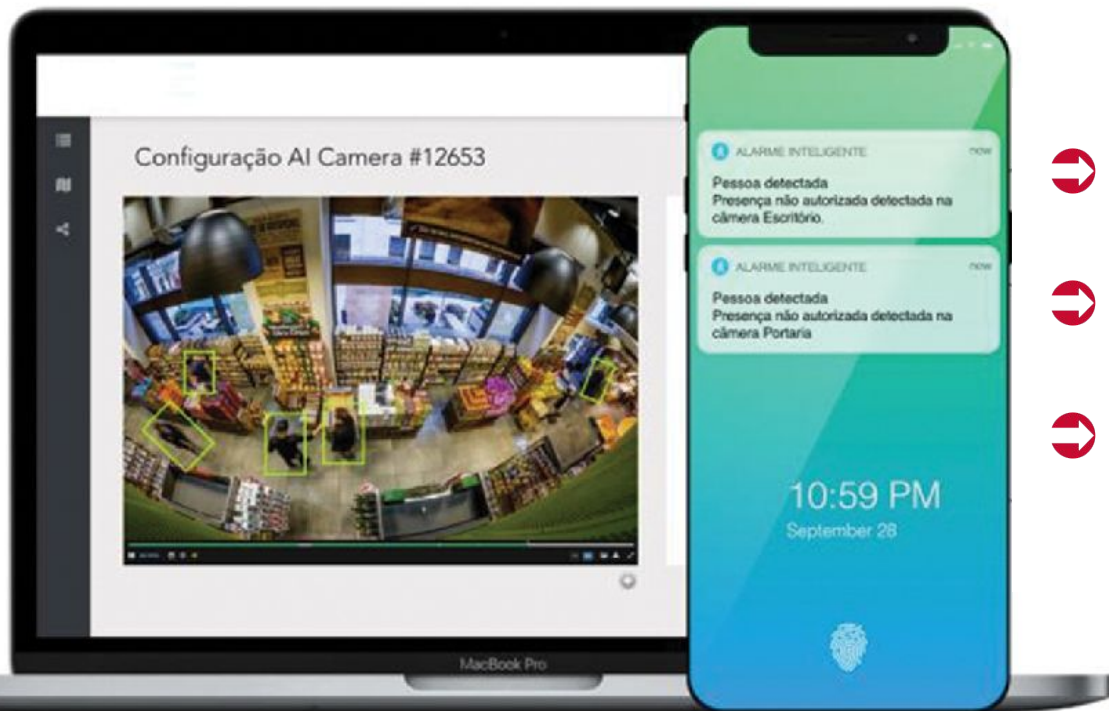 Configuração AI Camera #12653
ALARME INTELIGENTE
now
Pessoa detectada
Presença não autorizada detectada na
câmera Escritório.
ALARME INTELIGENTE
now
Pessoa detectada
Presença não autorizada detectada na
câmera Portaria
10:59 PM
September 28
MacBook Pro